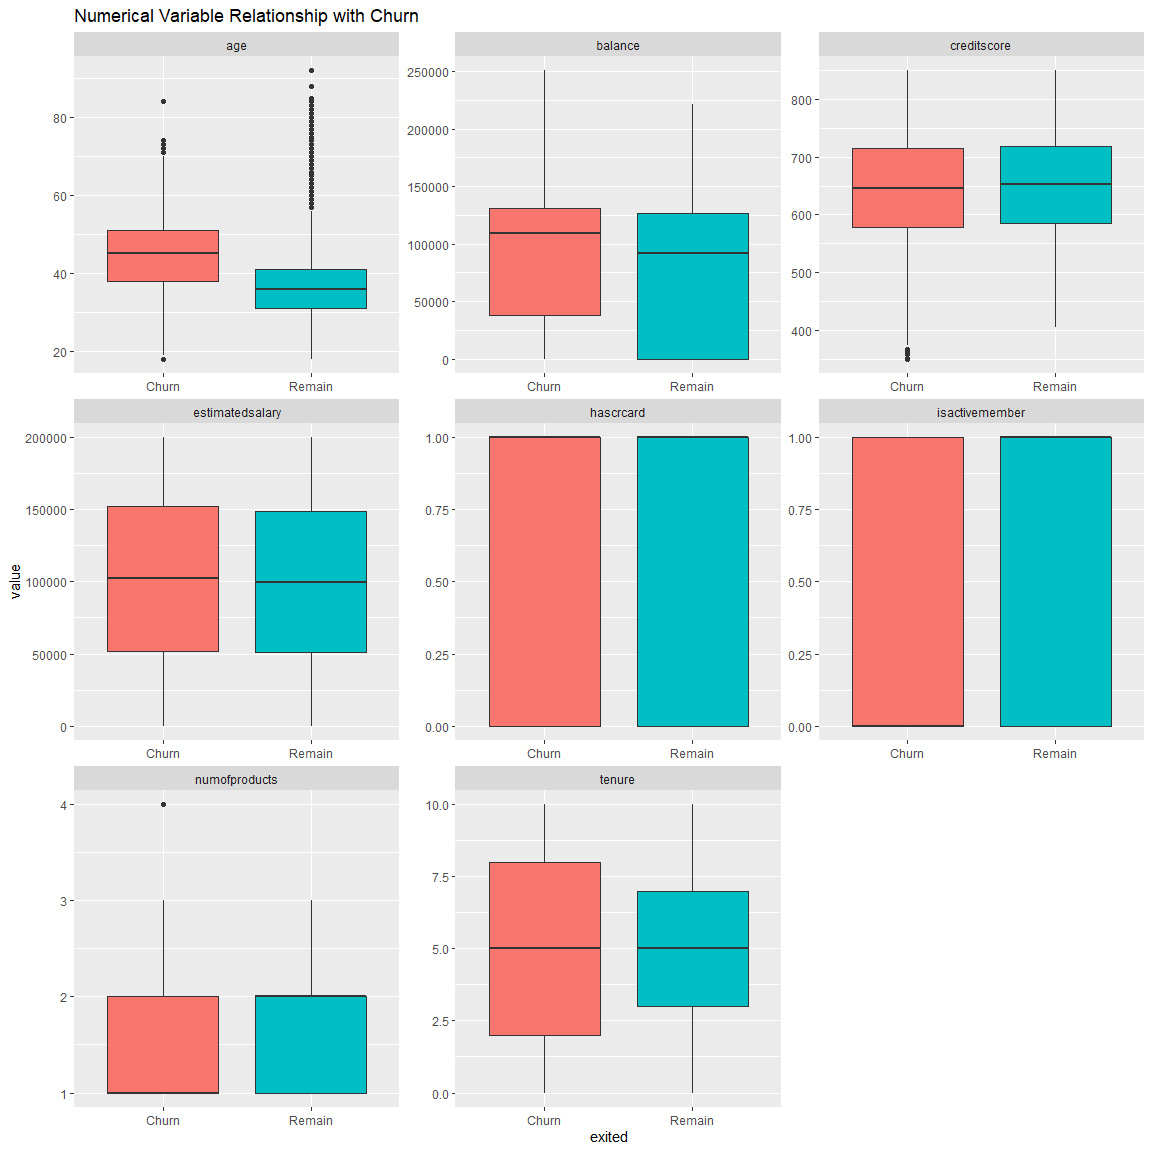 Numerical Variable Relationship with Churn
age
balance
creditscore
80
60
40
20
250000
200000
150000
100000
50000
0
800
700
600
500
400
Churn
Remain
Churn
Remain
Churn
Remain
estimatedsalary
hascrcard
isactivemember
value
200000
150000
100000
50000
0
1.00
0.75
0.50
0.25
0.00
1.00
0.75
0.50
0.25
0.00
Churn
Remain
Churn
Remain
Churn
Remain
numofproducts
tenure
4
3
2
1
10.0
7.5
5.0
2.5
0.0
Churn
Remain
Churn
Remain
exited